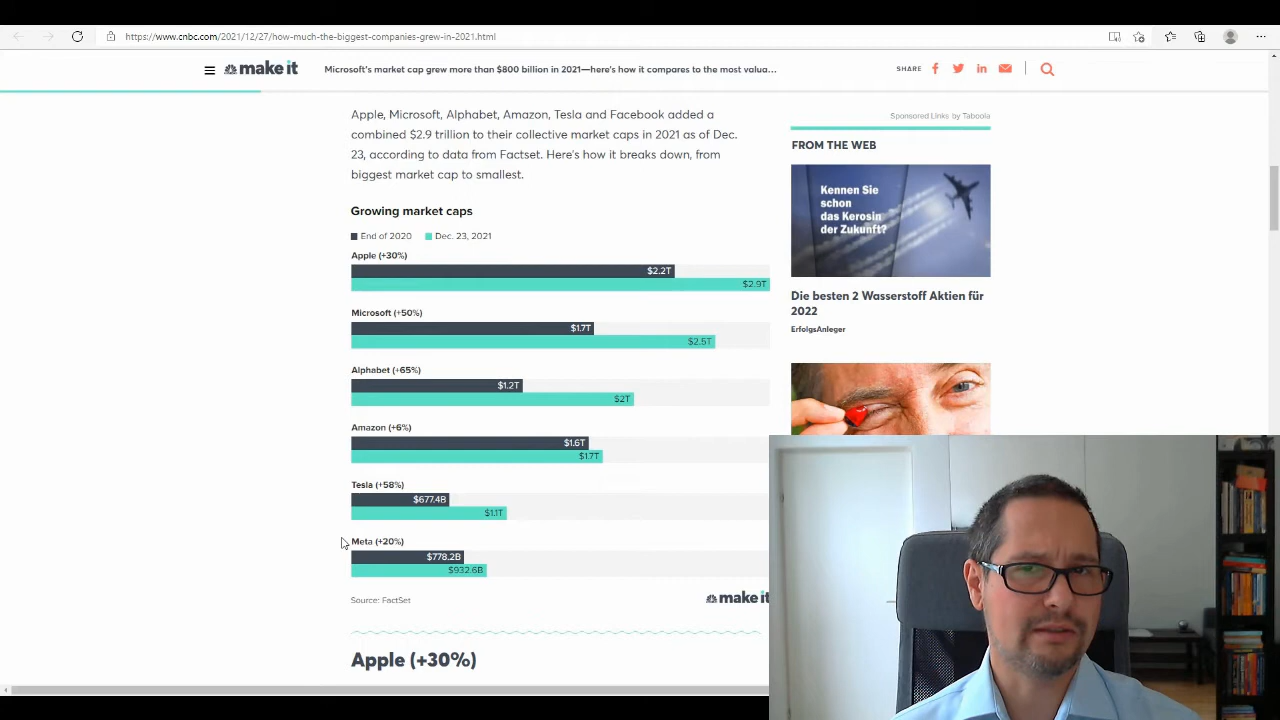 https://www.cnbc.com/2021/12/27/how-much-the-biggest-companies-grew-in-2021.html
make it
Microsoft's market cap grew more than $800 billion in 2021—here's how it compares to the most valua...
SHARE
Apple, Microsoft, Alphabet, Amazon, Tesla and Facebook added a
combined $2.9 trillion to their collective market caps in 2021 as of Dec.
23, according to data from Factset. Here's how it breaks down, from
biggest market cap to smallest.
Growing market caps
End of 2020 Dec. 23, 2021
Apple (+30%)
$2.2T
$2.9T
Microsoft (+50%)
$1.7T
$2.5T
Alphabet (+65%)
$1.2T
$2T
Amazon (+6%)
$1.6T
$1.7T
Tesla (+58%)
$677.4B
$1.1T
Meta (+20%)
$778.2B
$932.6B
Source: FactSet
make it
Apple (+30%)
Sponsored Links by Taboola
FROM THE WEB
Kennen Sie
schon
das Kerosin
der Zukunft?
Die besten 2 Wasserstoff Aktien für
2022
ErfolgsAnleger